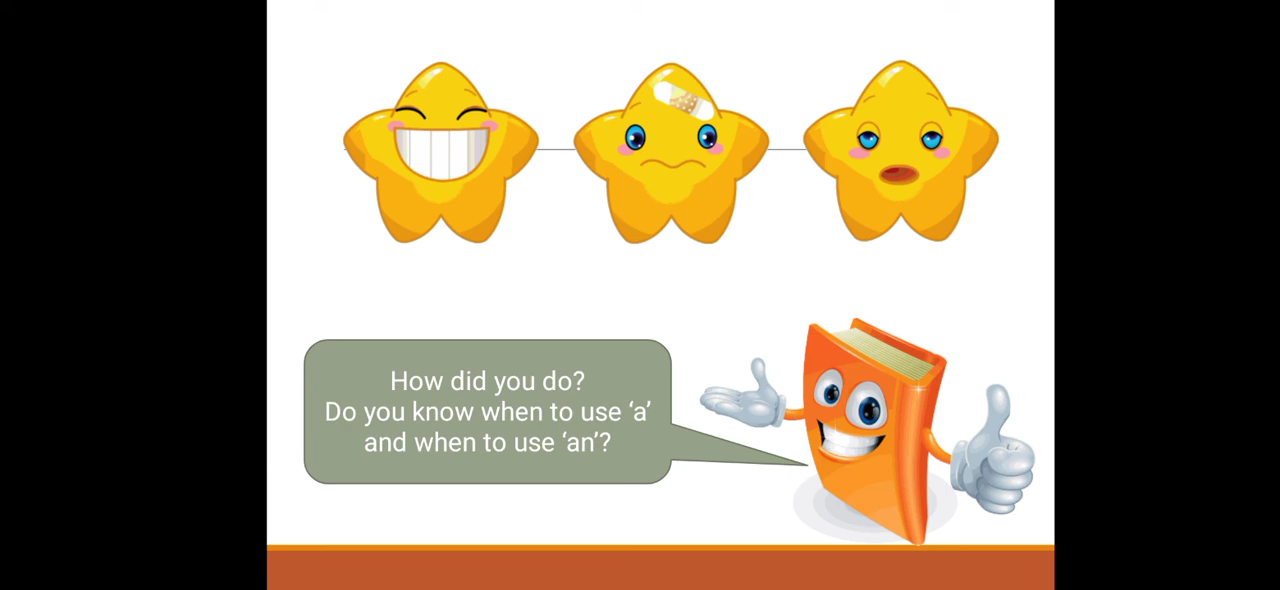 How did you do?
Do you know when to use ‘a’
and when to use ‘an’?